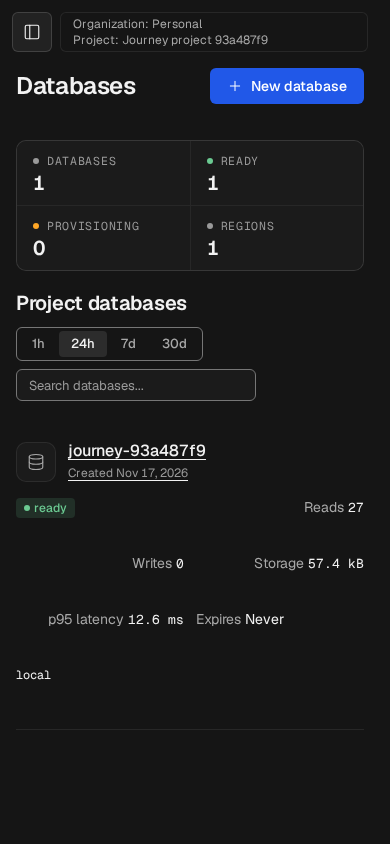 Organization: Personal
Project: Journey project 93a487f9
Databases
New database
DATABASES
1
READY
1
PROVISIONING
0
REGIONS
1
Project databases
1h 24h 7d 30d
Search databases...
journey-93a487f9
Created Nov 17, 2026
ready
Reads 27
Writes 0
Storage 57.4 kB
p95 latency 12.6 ms
Expires Never
local